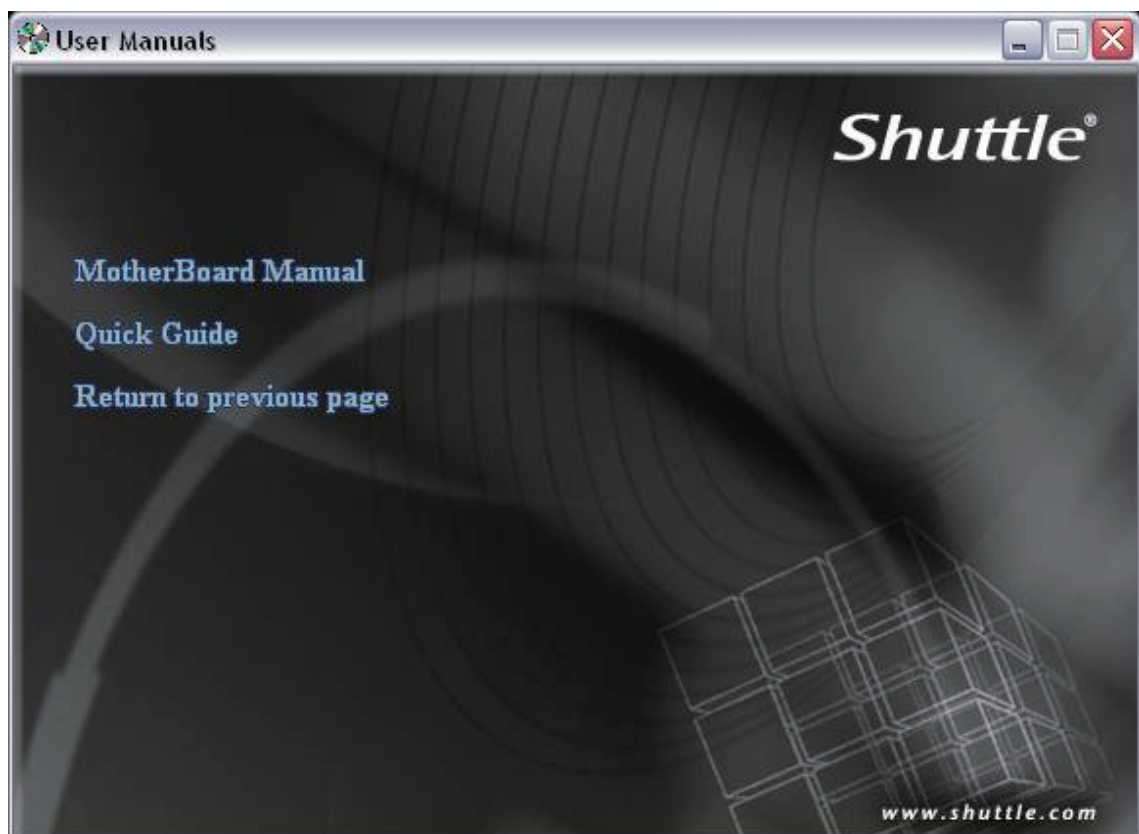 User Manuals
Shuttle®
MotherBoard Manual
Quick Guide
Return to previous page
www.shuttle.com